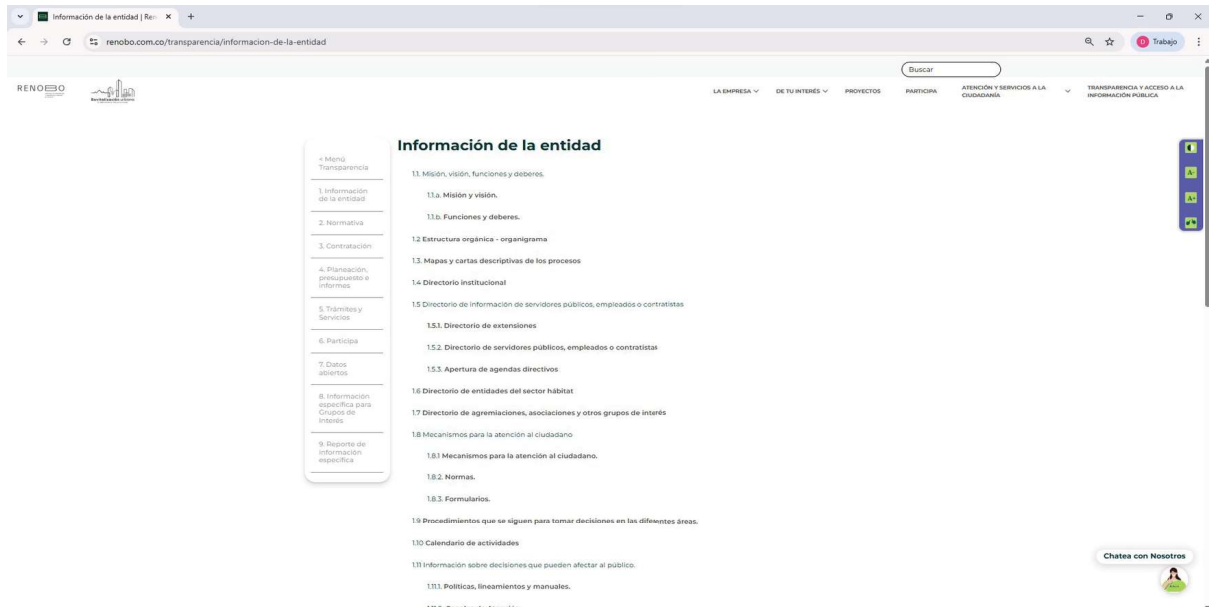 Información de la entidad | Ren
renobo.com.co/transparencia/informacion-de-la-entidad
Trabajo
Buscar
RENOBO
LA EMPRESA
DE TU INTERÉS
PROYECTOS
PARTICIPA
ATENCIÓN Y SERVICIOS A LA
CIUDADANÍA
TRANSPARENCIA Y ACCESO A LA
INFORMACIÓN PÚBLICA
< Menú
Transparencia
1. Información
de la entidad
2. Normativa
3. Contratación
4. Planeación,
presupuesto e
informes
5. Trámites y
Servicios
6. Participa
7. Datos
abiertos
8. Información
específica para
Grupos de
Interés
9. Reporte de
información
específica
Información de la entidad
1.1. Misión, visión, funciones y deberes.
1.1.a. Misión y visión.
1.1.b. Funciones y deberes.
1.2 Estructura orgánica - organigrama
1.3. Mapas y cartas descriptivas de los procesos
1.4 Directorio institucional
1.5 Directorio de información de servidores públicos, empleados o contratistas
1.5.1. Directorio de extensiones
1.5.2. Directorio de servidores públicos, empleados o contratistas
1.5.3. Apertura de agendas directivos
1.6 Directorio de entidades del sector hábitat
1.7 Directorio de agremiaciones, asociaciones y otros grupos de interés
1.8 Mecanismos para la atención al ciudadano
1.8.1 Mecanismos para la atención al ciudadano.
1.8.2. Normas.
1.8.3. Formularios.
1.9 Procedimientos que se siguen para tomar decisiones en las diferentes áreas.
1.10 Calendario de actividades
1.11 Información sobre decisiones que pueden afectar al público.
1.11.1. Políticas, lineamientos y manuales.
A-
A+
Chatea con Nosotros